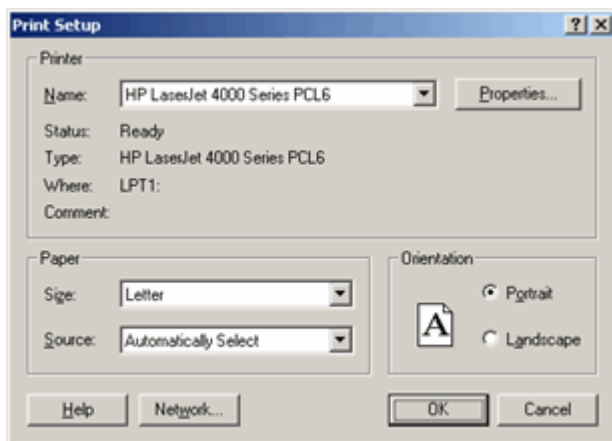 Print Setup
Printer
Name: HP LaserJet 4000 Series PCL6 Properties...
Status: Ready
Type: HP LaserJet 4000 Series PCL6
Where: LPT1:
Comment:
Paper
Size: Letter
Source: Automatically Select
Orientation
A
Portrait
Landscape
Help Network... OK Cancel